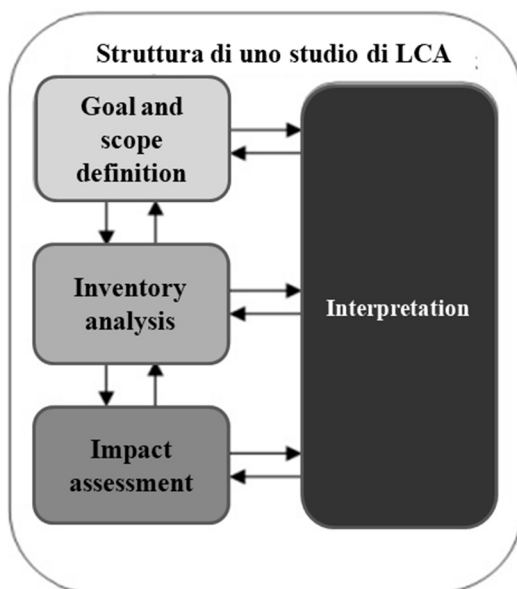 Struttura di uno studio di LCA
Goal and
scope
definition
Inventory
analysis
Interpretation
Impact
assessment